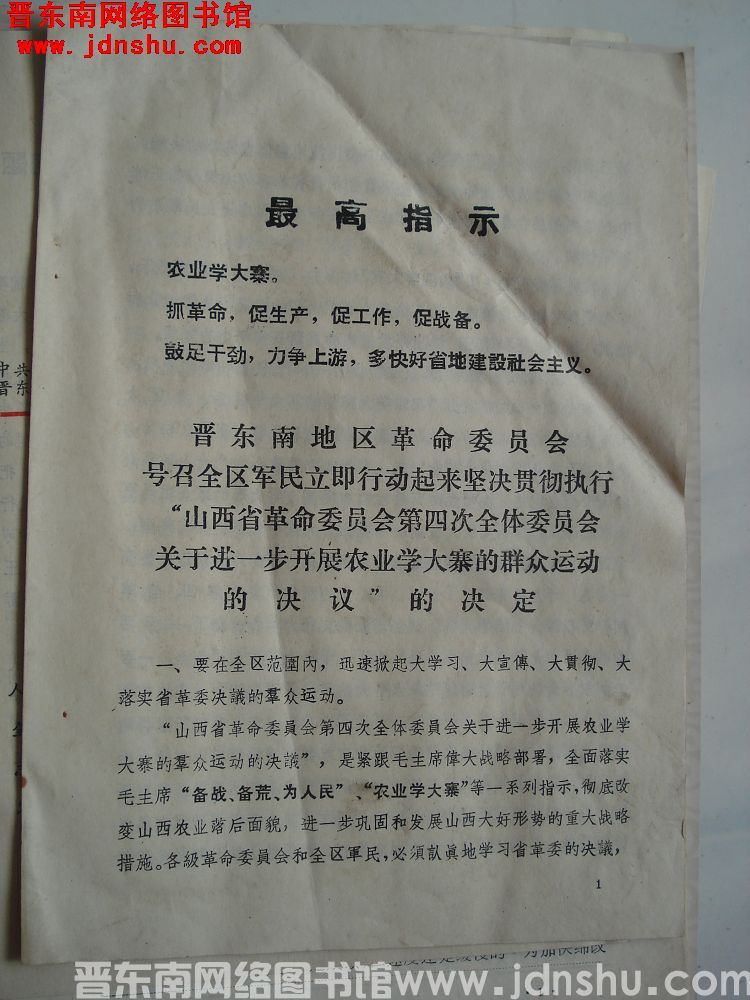 晋东南网络图书馆
www.jdnshu.com
最高指示
农业学大寨。
抓革命，促生产，促工作，促战备。
鼓足干劲，力争上游，多快好省地建設社会主义。
晋东南地区革命委员会
号召全区军民立即行动起来坚决贯彻执行
“山西省革命委员会第四次全体委员会
关于进一步开展农业学大寨的群众运动
的决议”的决定
一、要在全区范圍內，迅速掀起大学习、大宣傳、大貫彻、大
落实省革委决議的羣众运动。
“山西省革命委員会第四次全体委員会关于进一步开展农业学
大寨的羣众运动的决議”，是紧跟毛主席偉大战略部署，全面落实
毛主席“备战、备荒、为人民”、“农业学大寨”等一系列指示，彻底改
变山西农业落后面貌，进一步巩固和发展山西大好形势的重大战略
措施。各級革命委員会和全区軍民，必須認眞地学习省革委的决議，
1
中共
晋东
晋东南网络图书馆 www.jdnshu.com